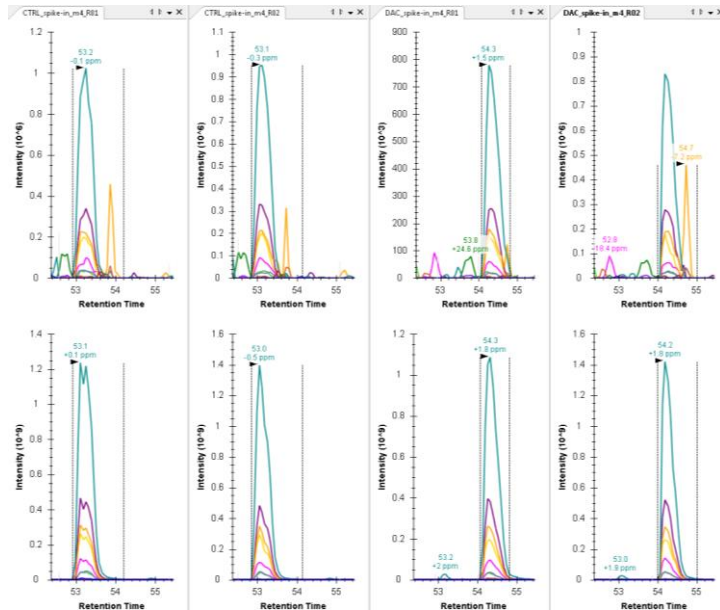 CTRL_spike-in_m4_R01
CTRL_spike-in_m4_R02
DAC_spike-in_m4_R01
DAC_spike-in_m4_R02
Intensity (10^6)
1.2
1
0.8
0.6
0.4
0.2
0
53.2
-0.1 ppm
53 54 55
Retention Time
Intensity (10^6)
1.1
1
0.9
0.8
0.7
0.6
0.5
0.4
0.3
0.2
0.1
0
53.1
-0.3 ppm
53 54 55
Retention Time
Intensity (10^3)
900
800
700
600
500
400
300
200
100
0
54.3
+1.5 ppm
53.8
+24.8 ppm
53 54 55
Retention Time
Intensity (10^6)
1
0.8
0.6
0.4
0.2
0
54.7
ppm
52.8
ppm
53 54 55
Retention Time
Intensity (10^9)
1.4
1.2
1
0.8
0.6
0.4
0.2
0
53.1
+0.1 ppm
53 54 55
Retention Time
Intensity (10^9)
1.6
1.4
1.2
1
0.8
0.6
0.4
0.2
0
53.0
-0.5 ppm
53 54 55
Retention Time
Intensity (10^9)
1.2
1
0.8
0.6
0.4
0.2
0
54.3
+1.8 ppm
53.2
+2 ppm
53 54 55
Retention Time
Intensity (10^9)
1.6
1.4
1.2
1
0.8
0.6
0.4
0.2
0
54.2
+1.8 ppm
53.0
+1.9 ppm
53 54 55
Retention Time